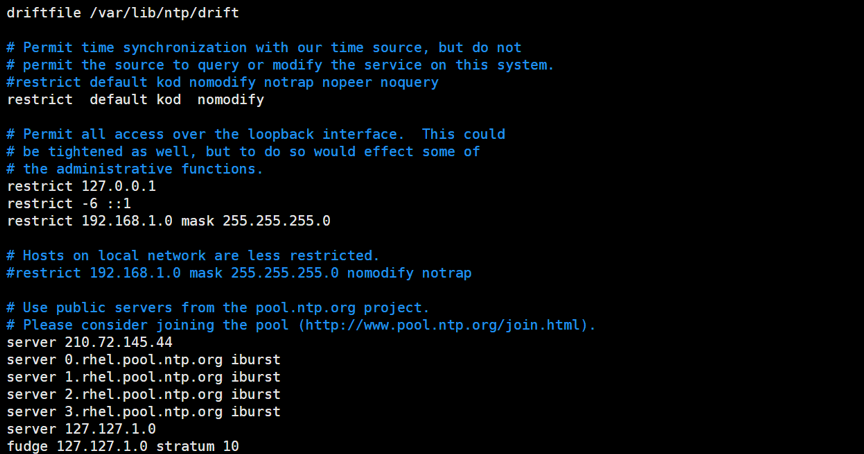 driftfile /var/lib/ntp/drift
# Permit time synchronization with our time source, but do not
# permit the source to query or modify the service on this system.
#restrict default kod nomodify notrap nopeer noquery
restrict  default kod  nomodify
# Permit all access over the loopback interface.  This could
# be tightened as well, but to do so would effect some of
# the administrative functions.
restrict 127.0.0.1
restrict -6 ::1
restrict 192.168.1.0 mask 255.255.255.0
# Hosts on local network are less restricted.
#restrict 192.168.1.0 mask 255.255.255.0 nomodify notrap
# Use public servers from the pool.ntp.org project.
# Please consider joining the pool (http://www.pool.ntp.org/join.html).
server 210.72.145.44
server 0.rhel.pool.ntp.org iburst
server 1.rhel.pool.ntp.org iburst
server 2.rhel.pool.ntp.org iburst
server 3.rhel.pool.ntp.org iburst
server 127.127.1.0
fudge 127.127.1.0 stratum 10